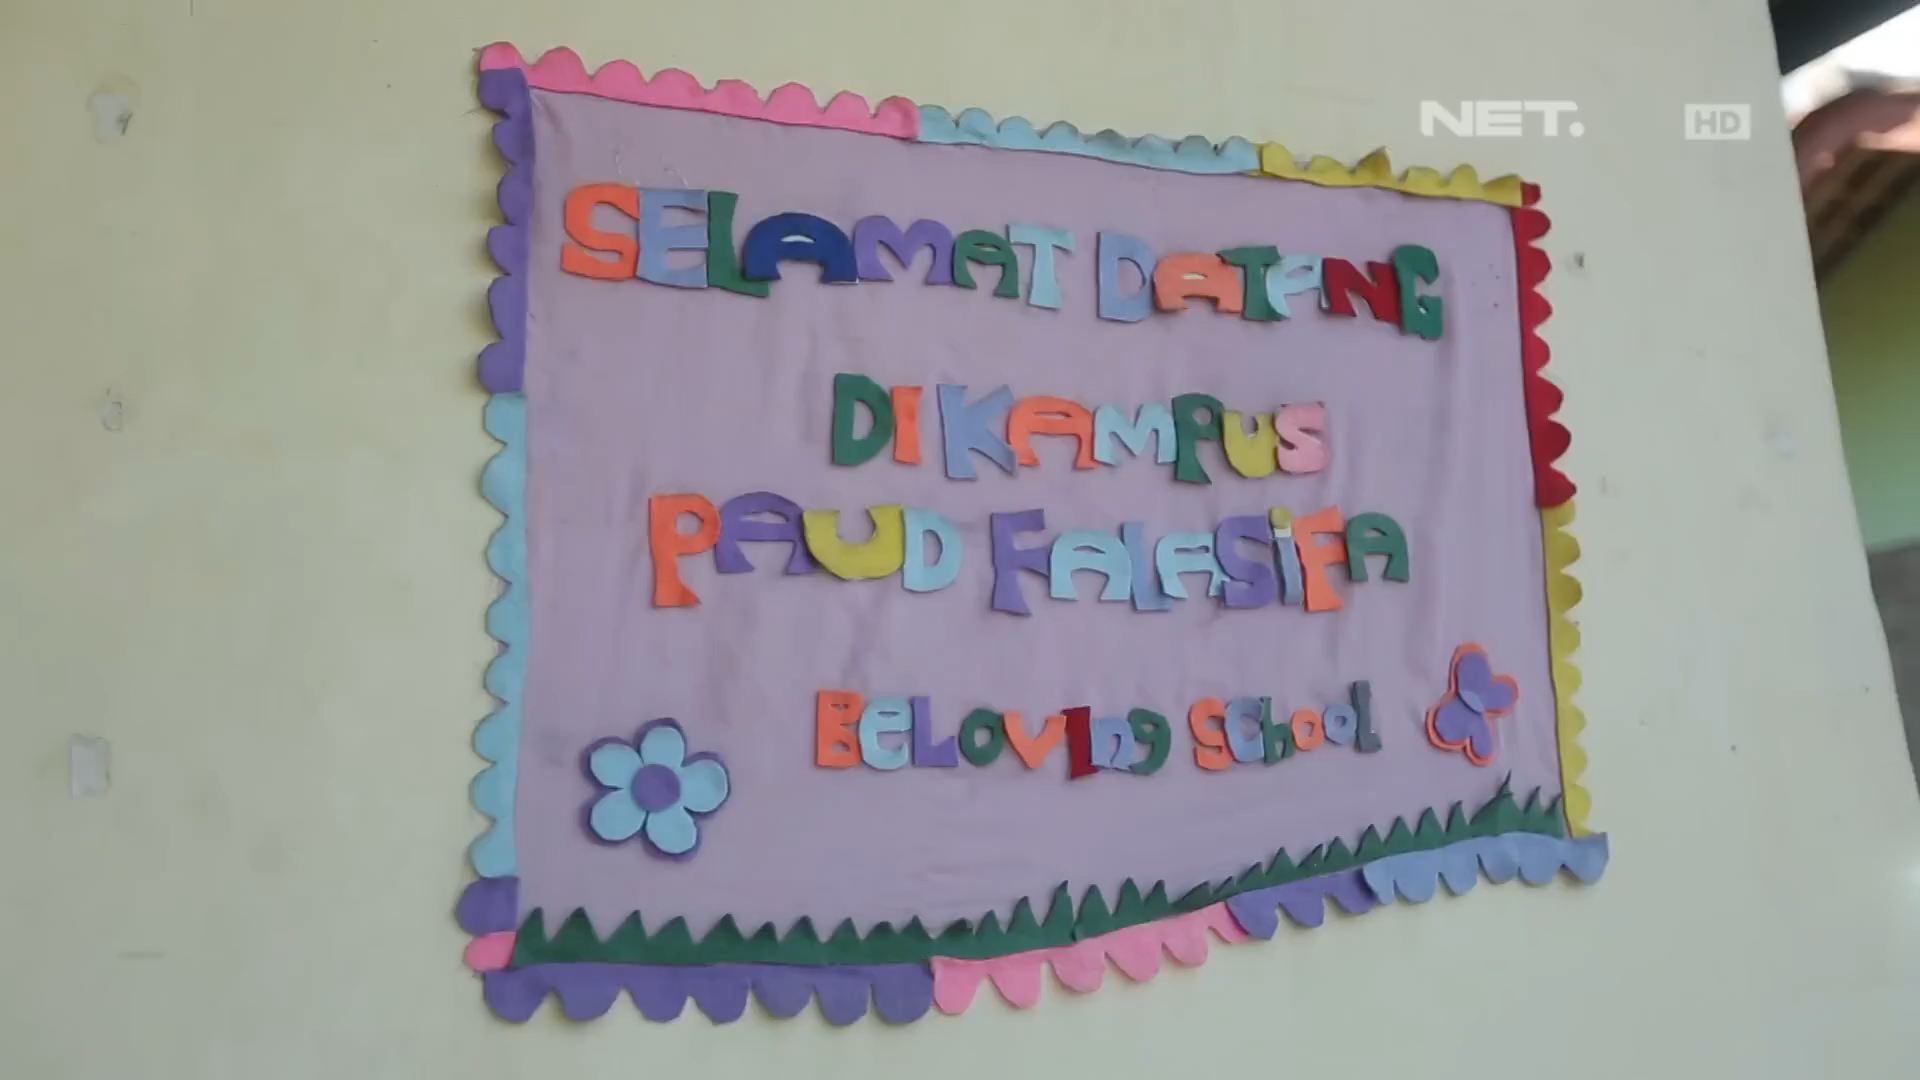 NET.
HD
SELAMAT DATANG
DI KAMPUS
PAUD FALASiFA
BeLovIng School